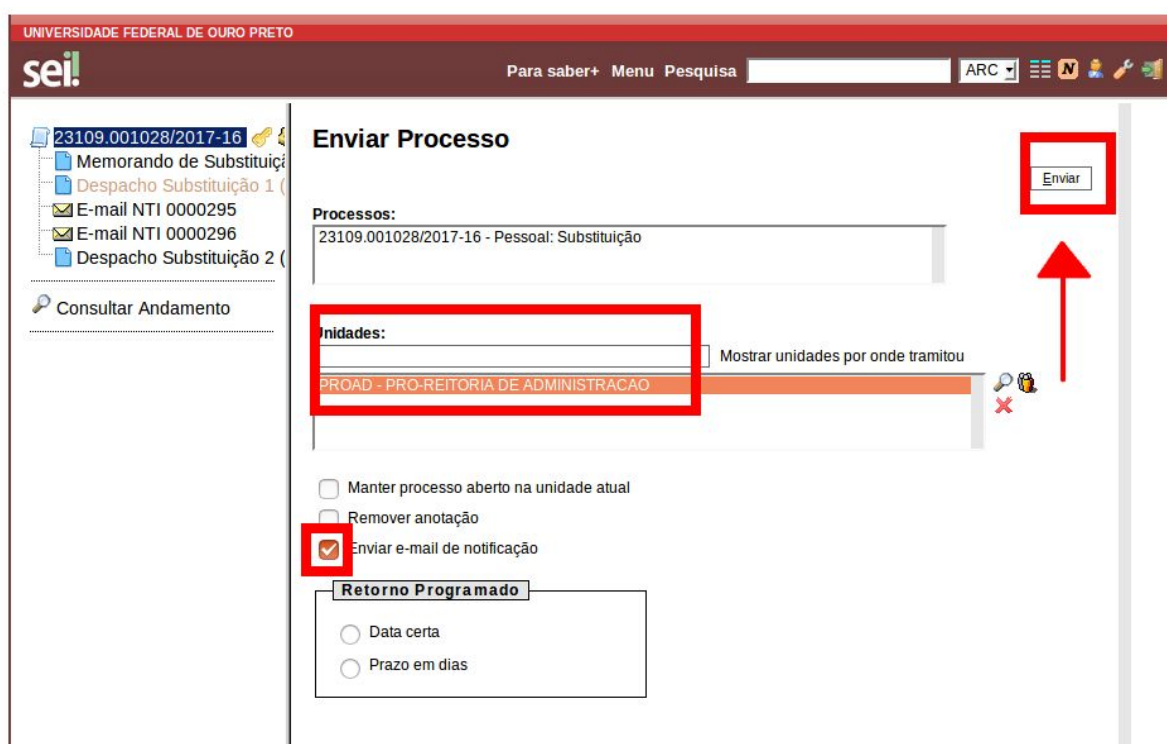 UNIVERSIDADE FEDERAL DE OURO PRETO
sei!
Para saber+ Menu Pesquisa ARC N
23109.001028/2017-16
Memorando de Substituiç
Despacho Substituição 1 (
E-mail NTI 0000295
E-mail NTI 0000296
Despacho Substituição 2 (
Consultar Andamento
Enviar Processo
Enviar
Processos:
23109.001028/2017-16 - Pessoal: Substituição
Unidades:
Mostrar unidades por onde tramitou
PROAD - PRO-REITORIA DE ADMINISTRACAO
Manter processo aberto na unidade atual
Remover anotação
Enviar e-mail de notificação
Retorno Programado
Data certa
Prazo em dias